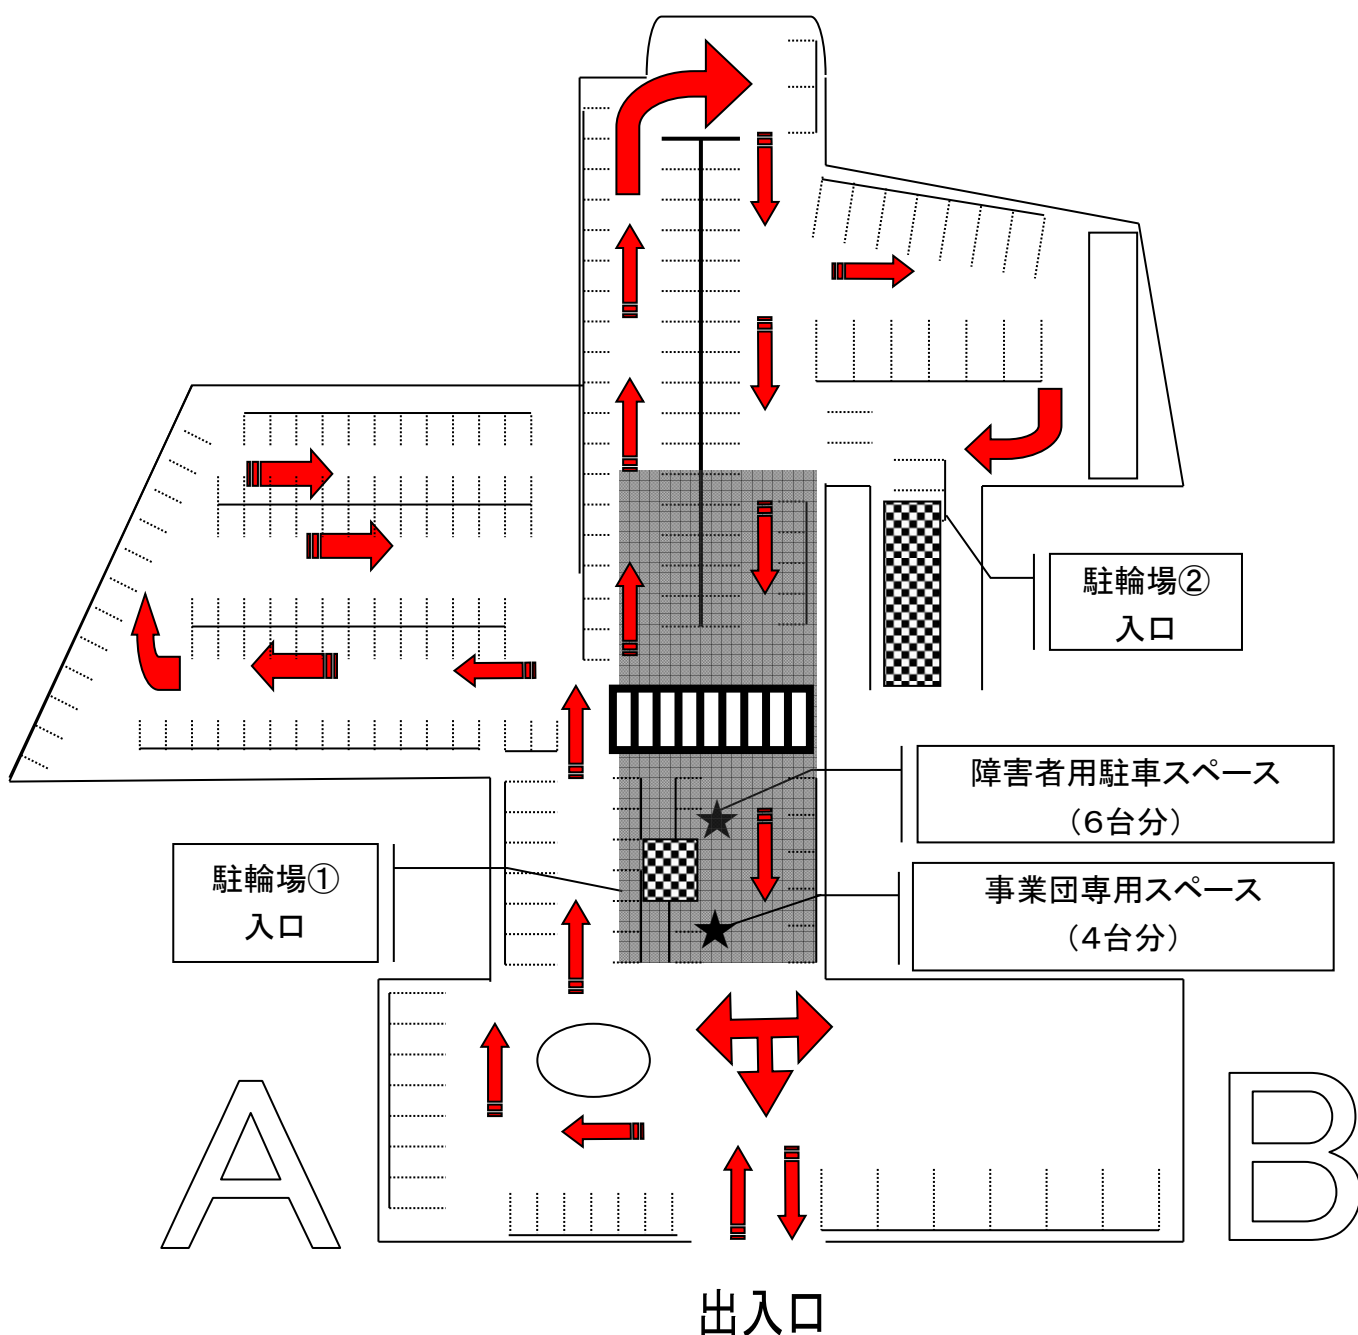 駐輪場②
入口
障害者用駐車スペース
（6台分）
駐輪場①
入口
事業団専用スペース
（4台分）
A
B
出入口